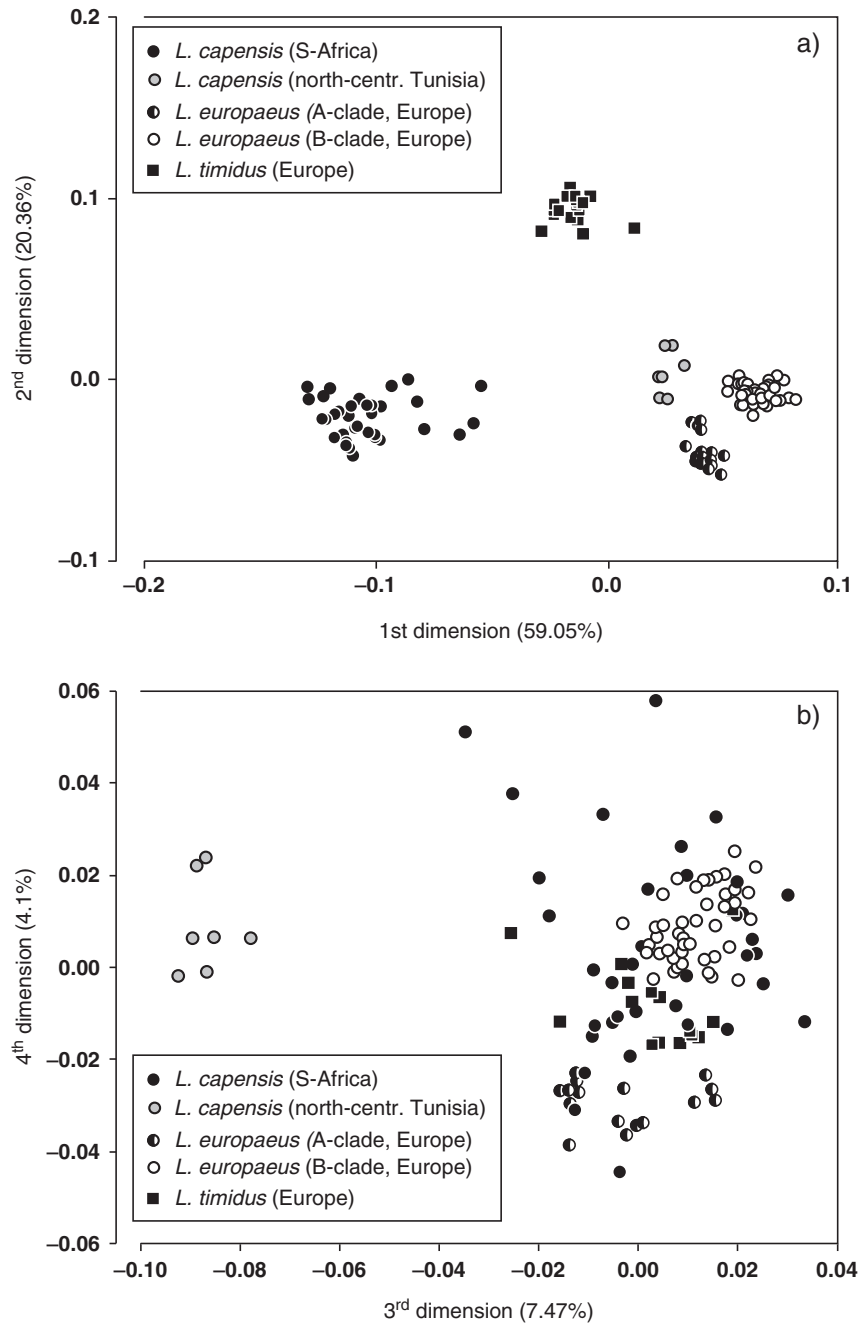 0.2
a)
L. capensis (S-Africa)
L. capensis (north-centr. Tunisia)
L. europaeus (A-clade, Europe)
L. europaeus (B-clade, Europe)
L. timidus (Europe)
0.1
0.0
−0.1
2nd dimension (20.36%)
−0.2 −0.1 0.0 0.1
1st dimension (59.05%)
0.06
b)
0.04
0.02
0.00
−0.02
−0.04
−0.06
4th dimension (4.1%)
L. capensis (S-Africa)
L. capensis (north-centr. Tunisia)
L. europaeus (A-clade, Europe)
L. europaeus (B-clade, Europe)
L. timidus (Europe)
−0.10 −0.08 −0.06 −0.04 −0.02 0.00 0.02 0.04
3rd dimension (7.47%)